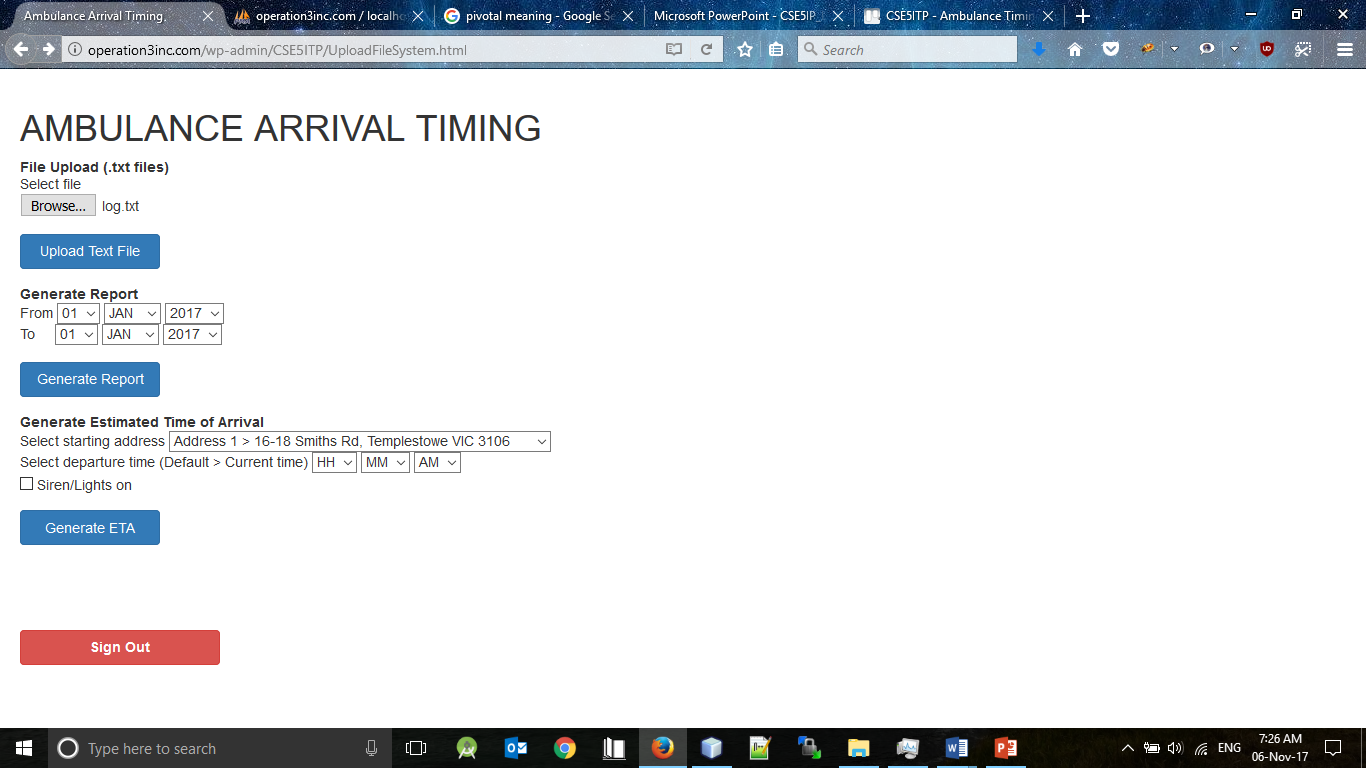 Ambulance Arrival Timing,
operation3inc.com / localho
pivotal meaning - Google Se
Microsoft PowerPoint - CSE5IP
CSE5ITP - Ambulance Timin
operation3inc.com/wp-admin/CSE5ITP/UploadFileSystem.html
Search
AMBULANCE ARRIVAL TIMING
File Upload (.txt files)
Select file
Browse... log.txt
Upload Text File
Generate Report
From 01 JAN 2017
To 01 JAN 2017
Generate Report
Generate Estimated Time of Arrival
Select starting address Address 1 > 16-18 Smiths Rd, Templestowe VIC 3106
Select departure time (Default > Current time) HH MM AM
Siren/Lights on
Generate ETA
Sign Out
Type here to search
ENG
7:26 AM
06-Nov-17